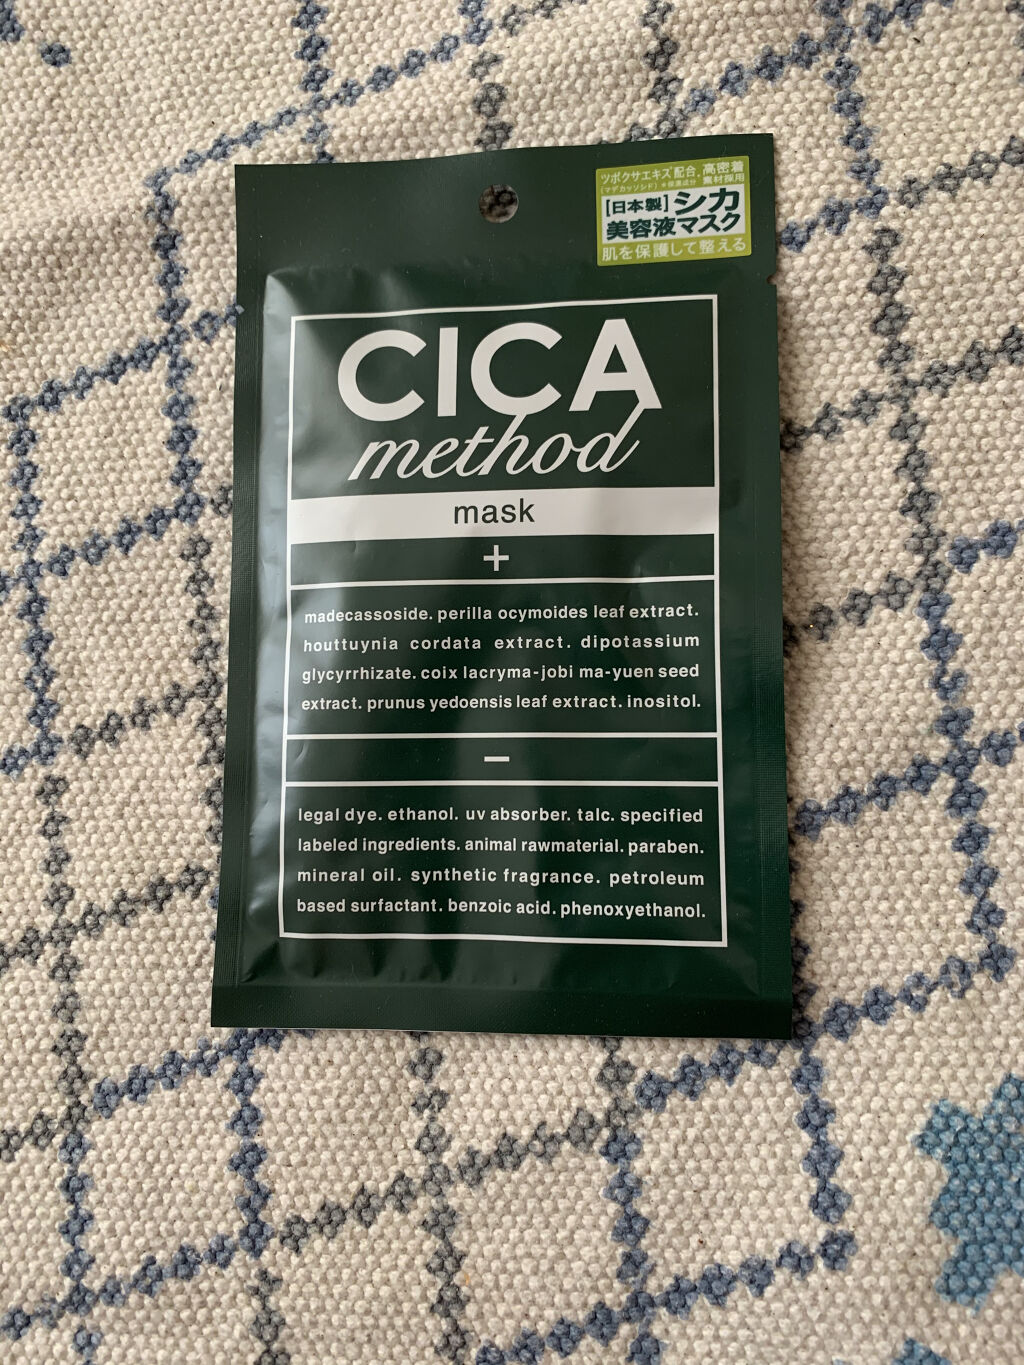 ツボクサエキス配合、高密着
(マデカッソシド) *保湿成分 素材採用
[日本製] シカ
美容液マスク
肌を保護して整える
CICA
method
mask
+
madecassoside. perilla ocymoides leaf extract.
houttuynia cordata extract. dipotassium
glycyrrhizate. coix lacryma-jobi ma-yuen seed
extract. prunus yedoensis leaf extract. inositol.
−
legal dye. ethanol. uv absorber. talc. specified
labeled ingredients. animal rawmaterial. paraben.
mineral oil. synthetic fragrance. petroleum
based surfactant. benzoic acid. phenoxyethanol.